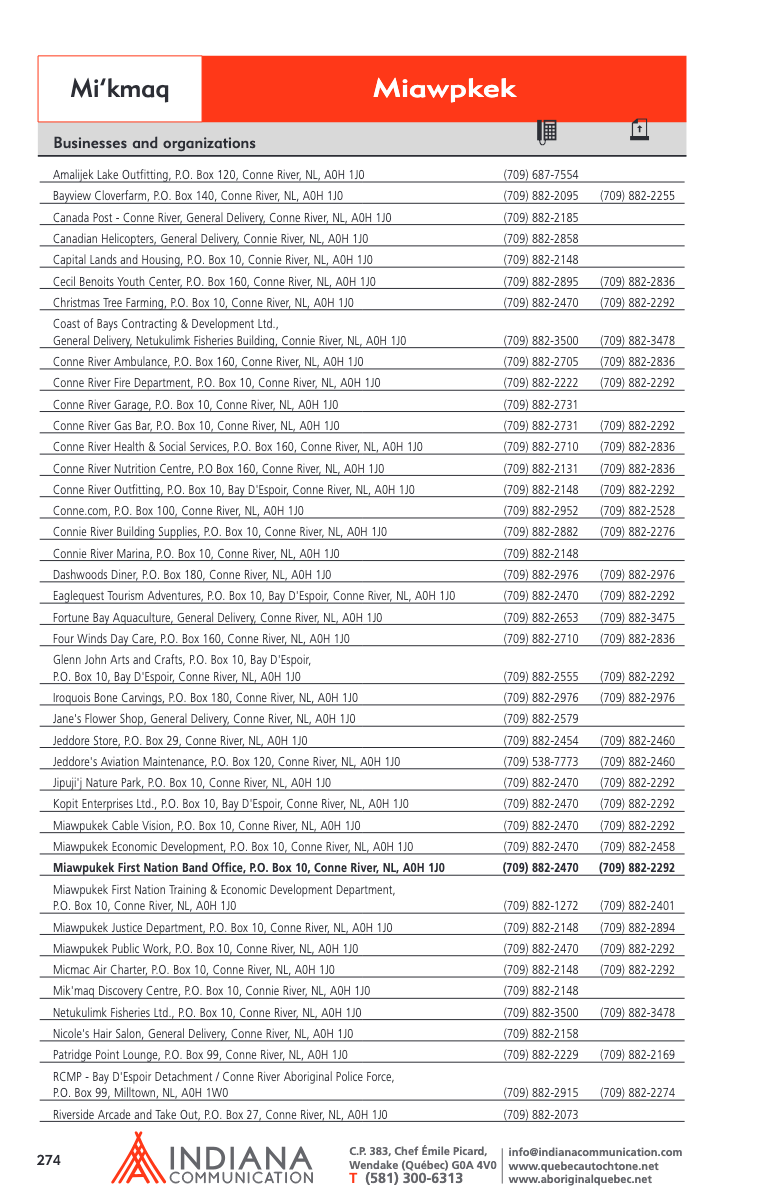 Mi‘kmaq
Miawpkek
Businesses and organizations
Amalijek Lake Outfitting, P.O. Box 120, Conne River, NL, A0H 1J0 (709) 687-7554
Bayview Cloverfarm, P.O. Box 140, Conne River, NL, A0H 1J0 (709) 882-2095 (709) 882-2255
Canada Post - Conne River, General Delivery, Conne River, NL, A0H 1J0 (709) 882-2185
Canadian Helicopters, General Delivery, Connie River, NL, A0H 1J0 (709) 882-2858
Capital Lands and Housing, P.O. Box 10, Connie River, NL, A0H 1J0 (709) 882-2148
Cecil Benoits Youth Center, P.O. Box 160, Conne River, NL, A0H 1J0 (709) 882-2895 (709) 882-2836
Christmas Tree Farming, P.O. Box 10, Conne River, NL, A0H 1J0 (709) 882-2470 (709) 882-2292
Coast of Bays Contracting & Development Ltd.,
General Delivery, Netukulimk Fisheries Building, Connie River, NL, A0H 1J0 (709) 882-3500 (709) 882-3478
Conne River Ambulance, P.O. Box 160, Conne River, NL, A0H 1J0 (709) 882-2705 (709) 882-2836
Conne River Fire Department, P.O. Box 10, Conne River, NL, A0H 1J0 (709) 882-2222 (709) 882-2292
Conne River Garage, P.O. Box 10, Conne River, NL, A0H 1J0 (709) 882-2731
Conne River Gas Bar, P.O. Box 10, Conne River, NL, A0H 1J0 (709) 882-2731 (709) 882-2292
Conne River Health & Social Services, P.O. Box 160, Conne River, NL, A0H 1J0 (709) 882-2710 (709) 882-2836
Conne River Nutrition Centre, P.O Box 160, Conne River, NL, A0H 1J0 (709) 882-2131 (709) 882-2836
Conne River Outfitting, P.O. Box 10, Bay D'Espoir, Conne River, NL, A0H 1J0 (709) 882-2148 (709) 882-2292
Conne.com, P.O. Box 100, Conne River, NL, A0H 1J0 (709) 882-2952 (709) 882-2528
Connie River Building Supplies, P.O. Box 10, Conne River, NL, A0H 1J0 (709) 882-2882 (709) 882-2276
Connie River Marina, P.O. Box 10, Conne River, NL, A0H 1J0 (709) 882-2148
Dashwoods Diner, P.O. Box 180, Conne River, NL, A0H 1J0 (709) 882-2976 (709) 882-2976
Eaglequest Tourism Adventures, P.O. Box 10, Bay D'Espoir, Conne River, NL, A0H 1J0 (709) 882-2470 (709) 882-2292
Fortune Bay Aquaculture, General Delivery, Conne River, NL, A0H 1J0 (709) 882-2653 (709) 882-3475
Four Winds Day Care, P.O. Box 160, Conne River, NL, A0H 1J0 (709) 882-2710 (709) 882-2836
Glenn John Arts and Crafts, P.O. Box 10, Bay D'Espoir,
P.O. Box 10, Bay D'Espoir, Conne River, NL, A0H 1J0 (709) 882-2555 (709) 882-2292
Iroquois Bone Carvings, P.O. Box 180, Conne River, NL, A0H 1J0 (709) 882-2976 (709) 882-2976
Jane's Flower Shop, General Delivery, Conne River, NL, A0H 1J0 (709) 882-2579
Jeddore Store, P.O. Box 29, Conne River, NL, A0H 1J0 (709) 882-2454 (709) 882-2460
Jeddore's Aviation Maintenance, P.O. Box 120, Conne River, NL, A0H 1J0 (709) 538-7773 (709) 882-2460
Jipuji'j Nature Park, P.O. Box 10, Conne River, NL, A0H 1J0 (709) 882-2470 (709) 882-2292
Kopit Enterprises Ltd., P.O. Box 10, Bay D'Espoir, Conne River, NL, A0H 1J0 (709) 882-2470 (709) 882-2292
Miawpukek Cable Vision, P.O. Box 10, Conne River, NL, A0H 1J0 (709) 882-2470 (709) 882-2292
Miawpukek Economic Development, P.O. Box 10, Conne River, NL, A0H 1J0 (709) 882-2470 (709) 882-2458
Miawpukek First Nation Band Office, P.O. Box 10, Conne River, NL, A0H 1J0 (709) 882-2470 (709) 882-2292
Miawpukek First Nation Training & Economic Development Department,
P.O. Box 10, Conne River, NL, A0H 1J0 (709) 882-1272 (709) 882-2401
Miawpukek Justice Department, P.O. Box 10, Conne River, NL, A0H 1J0 (709) 882-2148 (709) 882-2894
Miawpukek Public Work, P.O. Box 10, Conne River, NL, A0H 1J0 (709) 882-2470 (709) 882-2292
Micmac Air Charter, P.O. Box 10, Conne River, NL, A0H 1J0 (709) 882-2148 (709) 882-2292
Mik'maq Discovery Centre, P.O. Box 10, Connie River, NL, A0H 1J0 (709) 882-2148
Netukulimk Fisheries Ltd., P.O. Box 10, Conne River, NL, A0H 1J0 (709) 882-3500 (709) 882-3478
Nicole's Hair Salon, General Delivery, Conne River, NL, A0H 1J0 (709) 882-2158
Patridge Point Lounge, P.O. Box 99, Conne River, NL, A0H 1J0 (709) 882-2229 (709) 882-2169
RCMP - Bay D'Espoir Detachment / Conne River Aboriginal Police Force,
P.O. Box 99, Milltown, NL, A0H 1W0 (709) 882-2915 (709) 882-2274
Riverside Arcade and Take Out, P.O. Box 27, Conne River, NL, A0H 1J0 (709) 882-2073
274
INDIANA
COMMUNICATION
C.P. 383, Chef Émile Picard,
Wendake (Québec) G0A 4V0
T (581) 300-6313
info@indianacommunication.com
www.quebecautochtone.net
www.aboriginalquebec.net